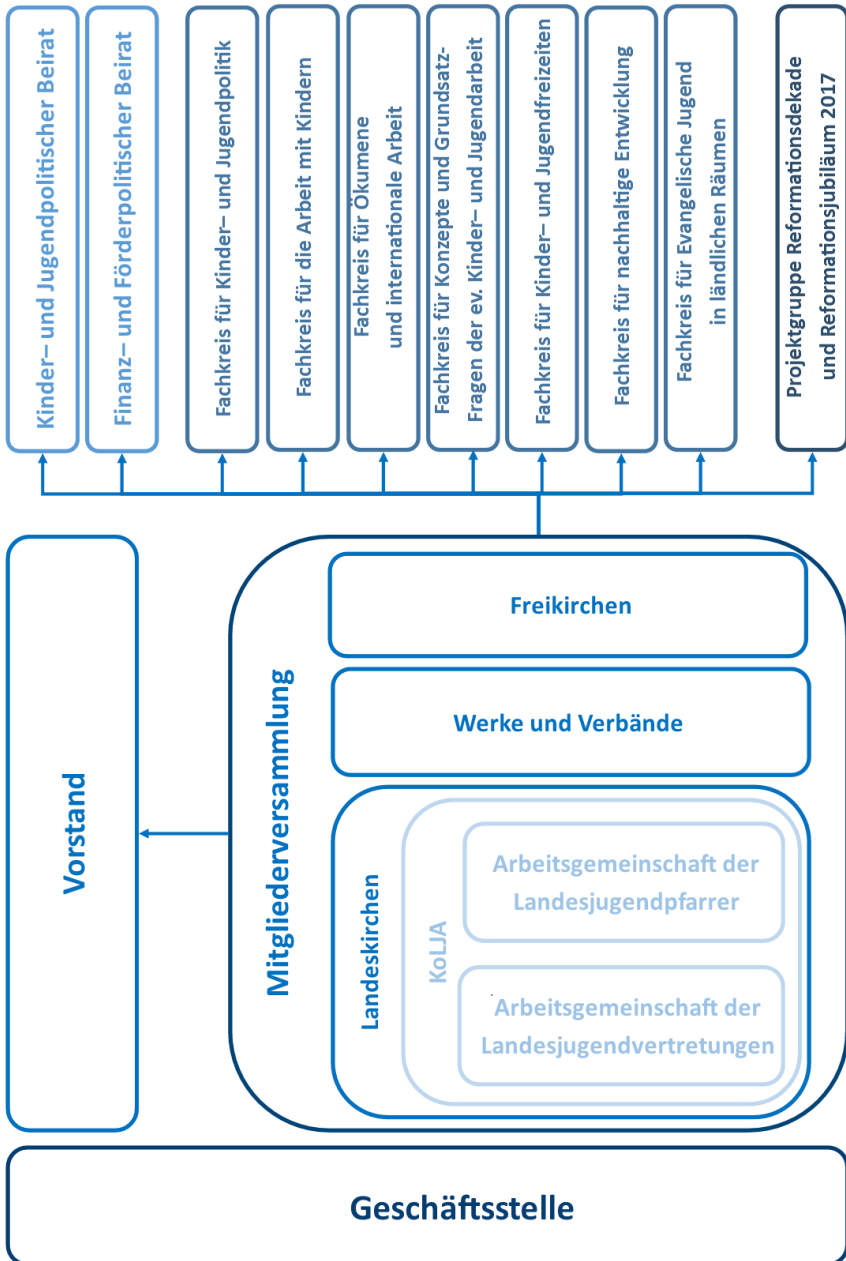 Kinder– und Jugendpolitischer Beirat
Finanz– und Förderpolitischer Beirat
Fachkreis für Kinder– und Jugendpolitik
Fachkreis für die Arbeit mit Kindern
Fachkreis für Ökumene
und internationale Arbeit
Fachkreis für Konzepte und Grundsatz-
Fragen der ev. Kinder– und Jugendarbeit
Fachkreis für Kinder– und Jugendfreizeiten
Fachkreis für nachhaltige Entwicklung
Fachkreis für Evangelische Jugend
in ländlichen Räumen
Projektgruppe Reformationsdekade
und Reformationsjubiläum 2017
Vorstand
Mitgliederversammlung
Freikirchen
Werke und Verbände
Landeskirchen
KoLJA
Arbeitsgemeinschaft der
Landesjugendpfarrer
Arbeitsgemeinschaft der
Landesjugendvertretungen
Geschäftsstelle